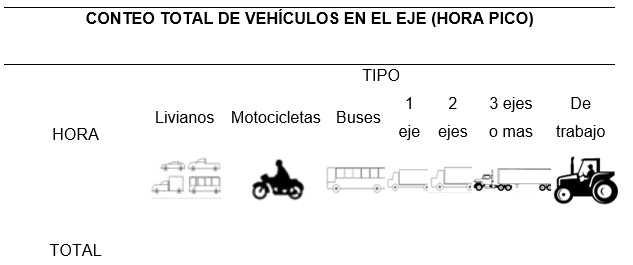 CONTEO TOTAL DE VEHÍCULOS EN EL EJE (HORA PICO)
TIPO
HORA
Livianos
Motocicletas
Buses
1
eje
2
ejes
3 ejes
o mas
De
trabajo
TOTAL